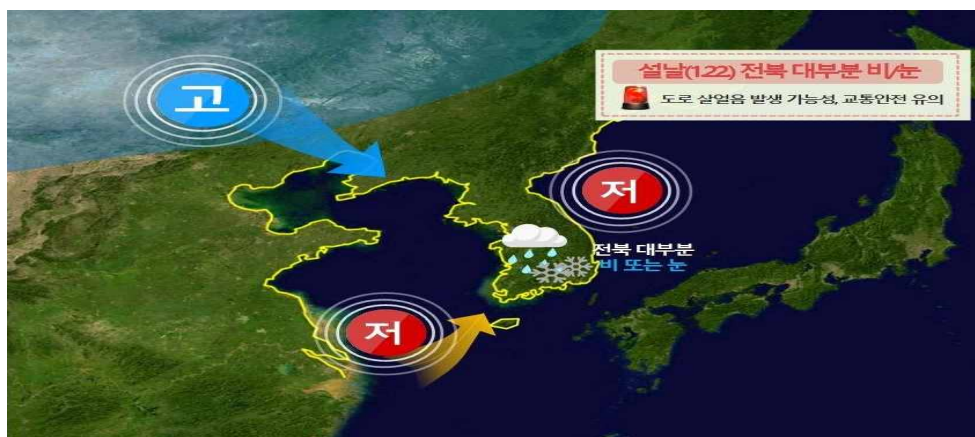 설날(1.22) 전북 대부분 비/눈
도로 살얼음 발생 가능성, 교통안전 유의
고
저
전북 대부분
비 또는 눈
저